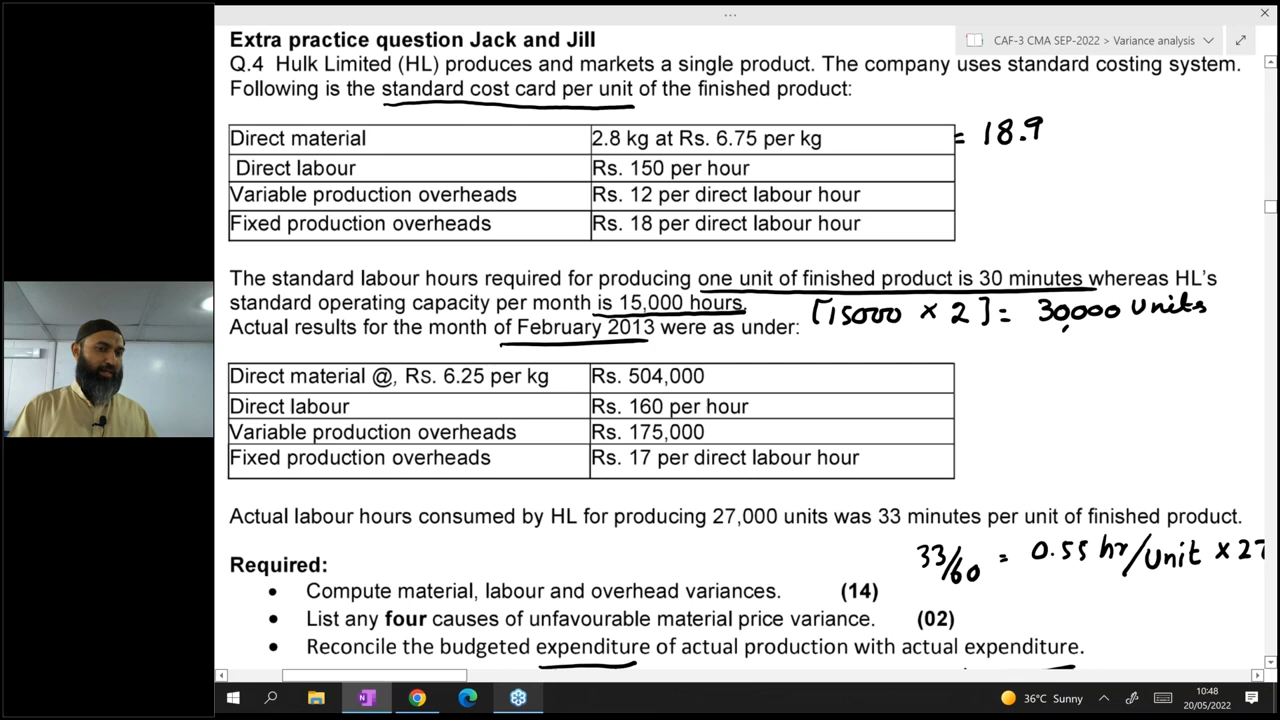 Extra practice question Jack and Jill
CAF-3 CMA SEP-2022 > Variance analysis
Q.4 Hulk Limited (HL) produces and markets a single product. The company uses standard costing system.
Following is the standard cost card per unit of the finished product:
Direct material 2.8 kg at Rs. 6.75 per kg = 18.9
Direct labour Rs. 150 per hour
Variable production overheads Rs. 12 per direct labour hour
Fixed production overheads Rs. 18 per direct labour hour
The standard labour hours required for producing one unit of finished product is 30 minutes whereas HL's
standard operating capacity per month is 15,000 hours. [15000 × 2] = 30,000 units
Actual results for the month of February 2013 were as under:
Direct material @, Rs. 6.25 per kg Rs. 504,000
Direct labour Rs. 160 per hour
Variable production overheads Rs. 175,000
Fixed production overheads Rs. 17 per direct labour hour
Actual labour hours consumed by HL for producing 27,000 units was 33 minutes per unit of finished product.
33/60 = 0.55 hr/unit × 27
Required:
• Compute material, labour and overhead variances. (14)
• List any four causes of unfavourable material price variance. (02)
• Reconcile the budgeted expenditure of actual production with actual expenditure.
36°C Sunny
10:48
20/05/2022